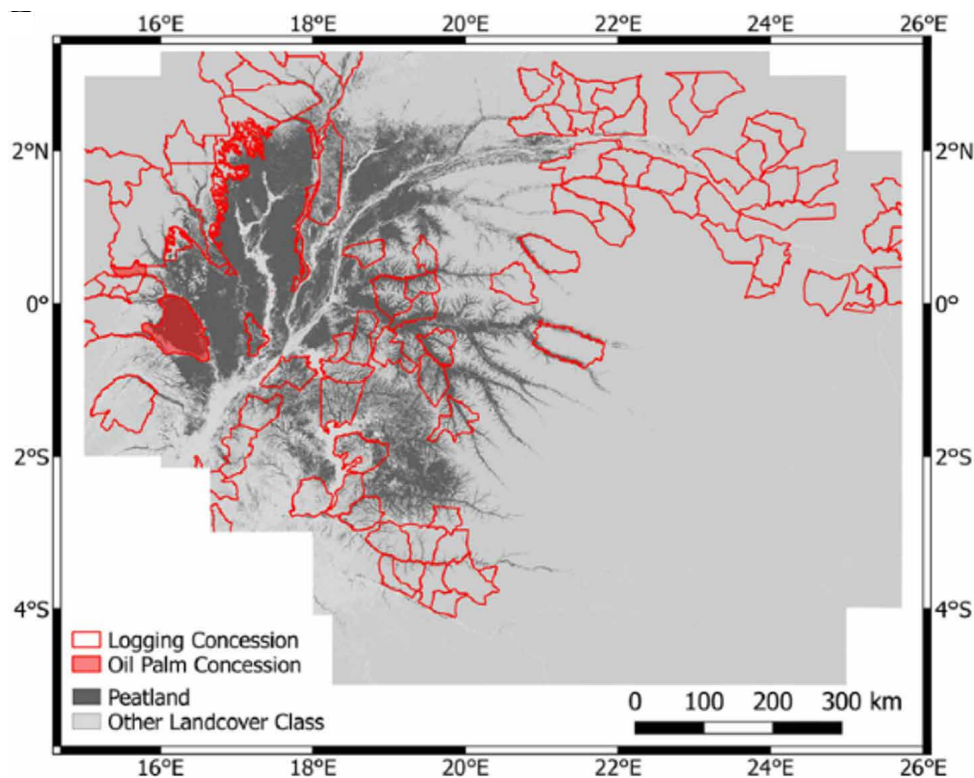 16°E 18°E 20°E 22°E 24°E 26°E
2°N 2°N
0° 0°
2°S 2°S
4°S 4°S
Logging Concession
Oil Palm Concession
Peatland
Other Landcover Class
0 100 200 300 km
16°E 18°E 20°E 22°E 24°E 26°E